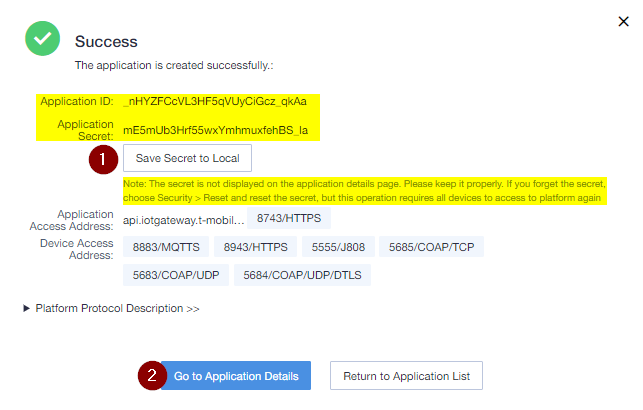 Success
The application is created successfully.:
Application ID: _nHYZFCcVL3HF5qVUyCiGcz_qkAa
Application Secret: mE5mUb3Hrf55wxYmhmuxfehBS_la
1 Save Secret to Local
Note: The secret is not displayed on the application details page. Please keep it properly. If you forget the secret,
choose Security > Reset and reset the secret, but this operation requires all devices to access to platform again
Application Access Address: api.iotgateway.t-mobil... 8743/HTTPS
Device Access Address: 8883/MQTTS 8943/HTTPS 5555/J808 5685/COAP/TCP
5683/COAP/UDP 5684/COAP/UDP/DTLS
Platform Protocol Description >>
2 Go to Application Details Return to Application List